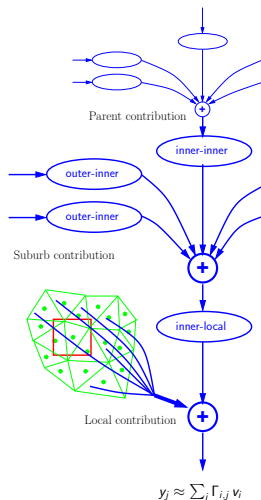 +
Parent contribution
inner-inner
outer-inner
outer-inner
Suburb contribution
+
inner-local
Local contribution
+
y_j ≈ ∑_i Γ_{i,j} v_i